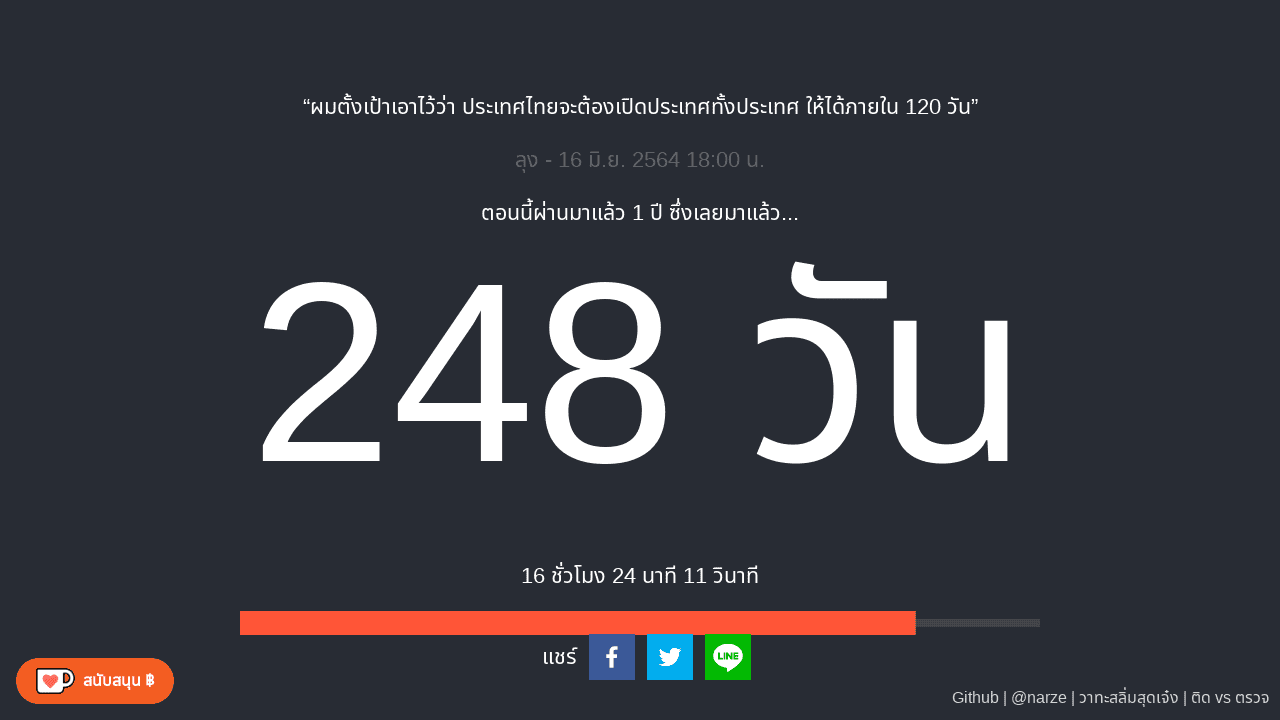 “ผมตั้งเป้าเอาไว้ว่า ประเทศไทยจะต้องเปิดประเทศทั้งประเทศ ให้ได้ภายใน 120 วัน”
ลุง - 16 มิ.ย. 2564 18:00 น.
ตอนนี้ผ่านมาแล้ว 1 ปี ซึ่งเลยมาแล้ว...
248 วัน
16 ชั่วโมง 24 นาที 11 วินาที
แชร์
LINE
สนับสนุน ฿
Github | @narze | วาทะสลิ่มสุดเจ๋ง | ติด vs ตรวจ